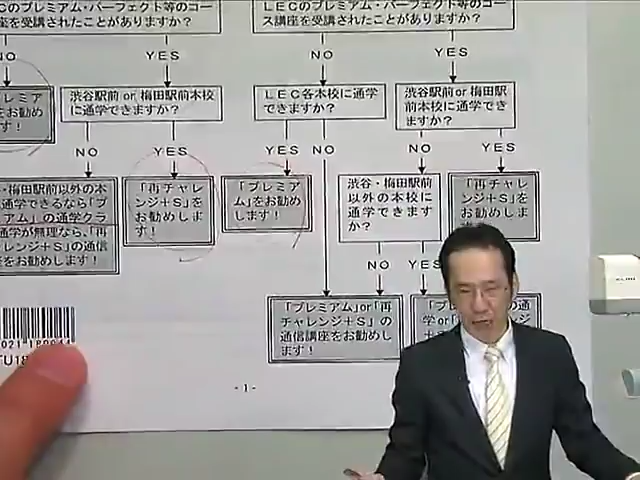 Cのプレミアム・パーフェクト等のコー
座を受講されたことがありますか?
LECのプレミアム・パーフェクト等のコー
ス講座を受講されたことがありますか?
NO
YES
NO
YES
レミア
をお勧め
す!
渋谷駅前 or 梅田駅前本校
に通学できますか?
LEC各本校に通学
できますか?
渋谷駅前or 梅田駅
前本校に通学でき
ますか?
NO
YES
YES
NO
NO
YES
・梅田駅前以外の本
通学できるなら「プ
アム」の通学クラ
通学が無理なら、「再
レンジ+S」の通信
座をお勧めします!
「再チャレ
ンジ+S」を
お勧めしま
す!
「プレミア
ム」をお勧め
します!
渋谷・梅田駅前
以外の本校に
通学できます
か?
「再チャレ
ンジ+S」を
お勧めしま
す!
NO
YES
「プレミアム」or「再
チャレンジ+S」の
通信講座をお勧めし
ます!
- 1 -